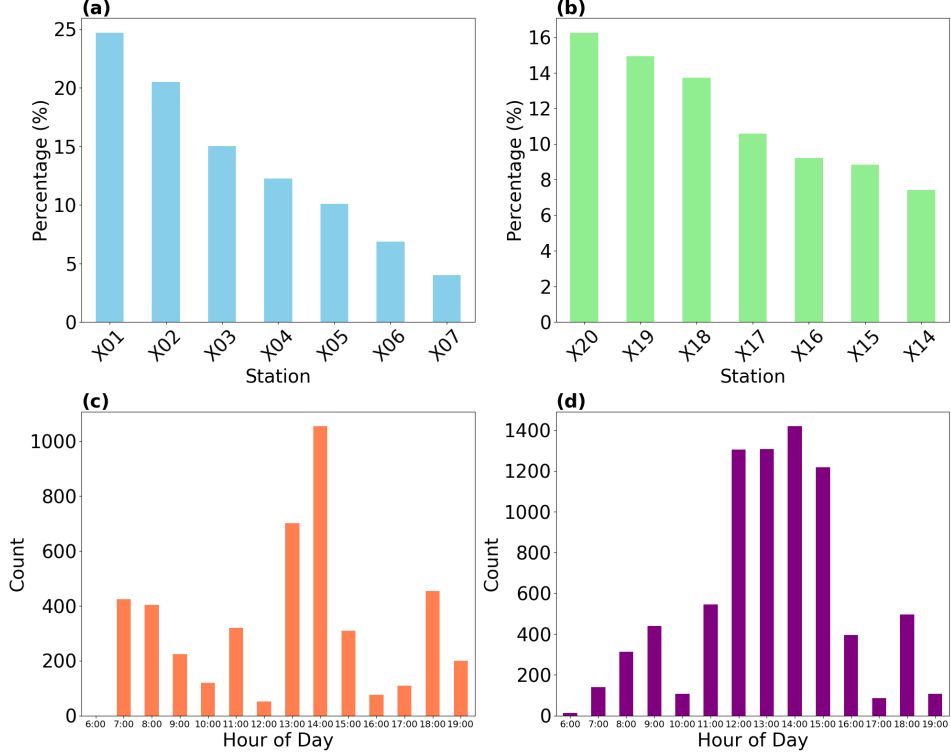 (a)
25
20
15
10
5
0
Percentage (%)
X01 X02 X03 X04 X05 X06 X07
Station
(b)
16
14
12
10
8
6
4
2
0
Percentage (%)
X20 X19 X18 X17 X16 X15 X14
Station
(c)
1000
800
600
400
200
0
Count
6:00 7:00 8:00 9:00 10:00 11:00 12:00 13:00 14:00 15:00 16:00 17:00 18:00 19:00
Hour of Day
(d)
1400
1200
1000
800
600
400
200
0
Count
6:00 7:00 8:00 9:00 10:00 11:00 12:00 13:00 14:00 15:00 16:00 17:00 18:00 19:00
Hour of Day